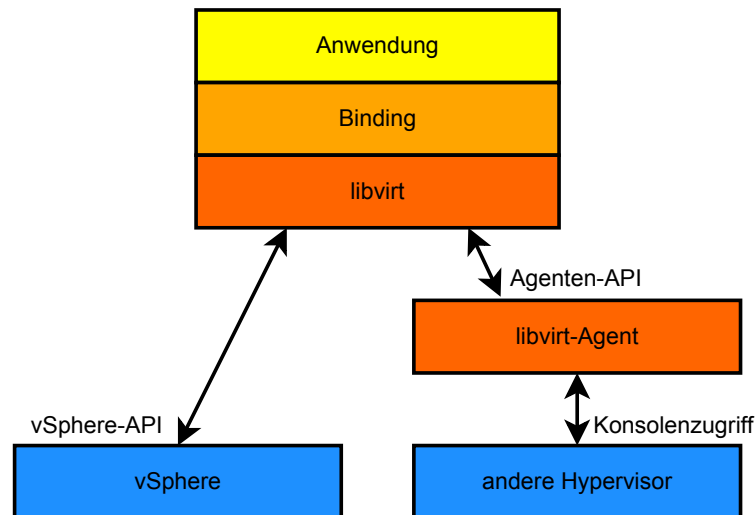 Anwendung
Binding
libvirt
Agenten-API
libvirt-Agent
vSphere-API
Konsolenzugriff
vSphere
andere Hypervisor